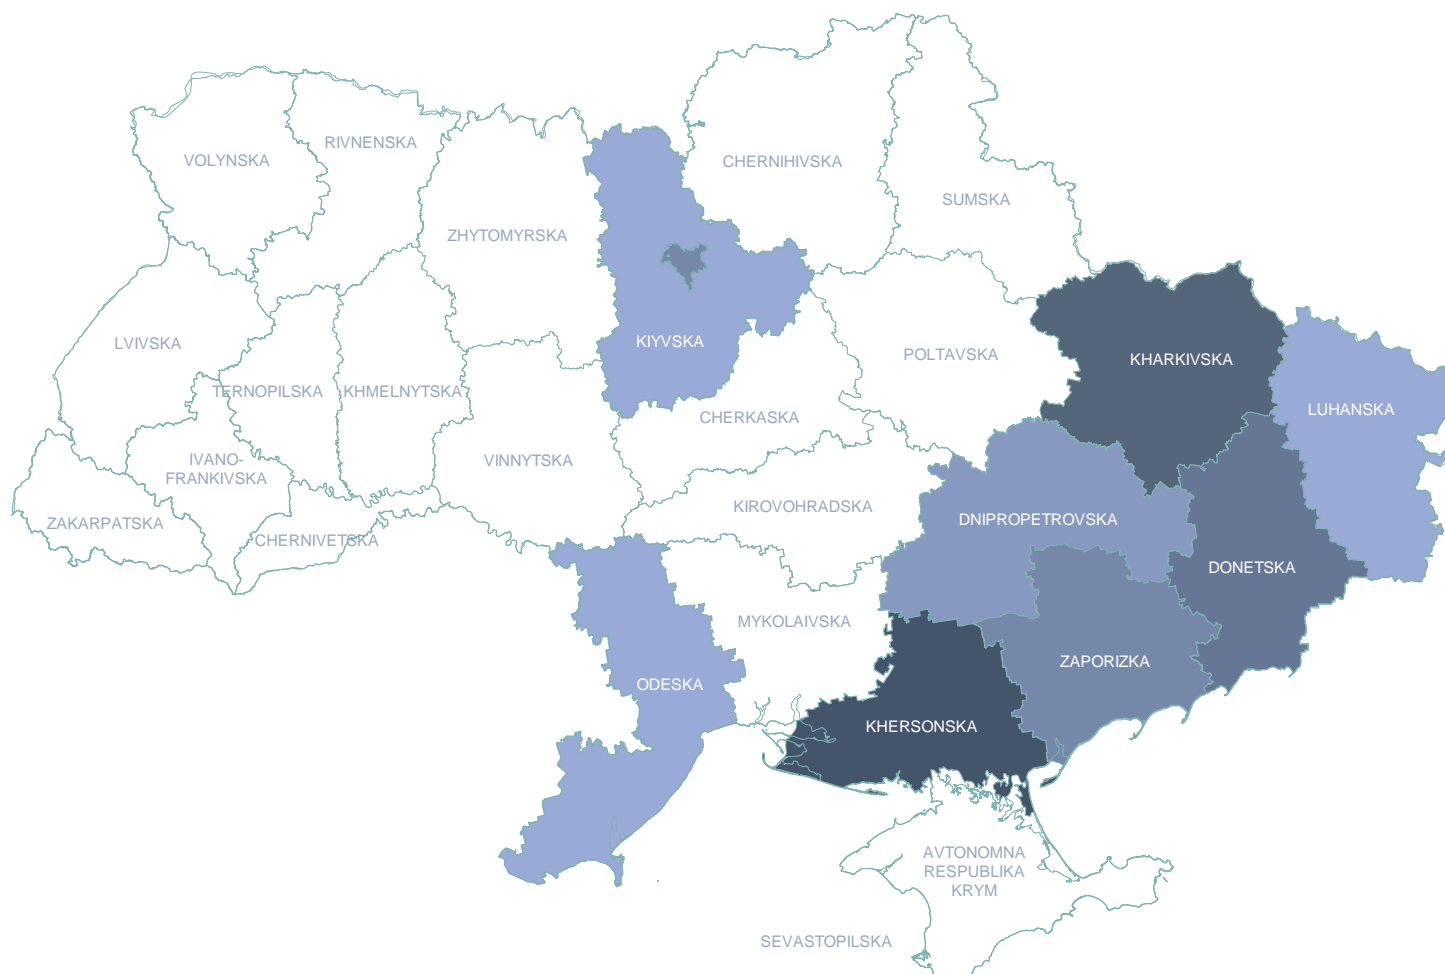 RIVNENSKA
VOLYNSKA
CHERNIHIVSKA
SUMSKA
ZHYTOMYRSKA
KIYVSKA
LVIVSKA
POLTAVSKA
KHARKIVSKA
TERNOPILSKA
KHMELNYTSKA
LUHANSKA
CHERKASKA
IVANO-
FRANKIVSKA
VINNYTSKA
KIROVOHRADSKA
ZAKARPATSKA
DNIPROPETROVSKA
CHERNIVETSKA
DONETSKA
MYKOLAIVSKA
ZAPORIZKA
ODESKA
KHERSONSKA
AVTONOMNA
RESPUBLIKA
KRYM
SEVASTOPILSKA